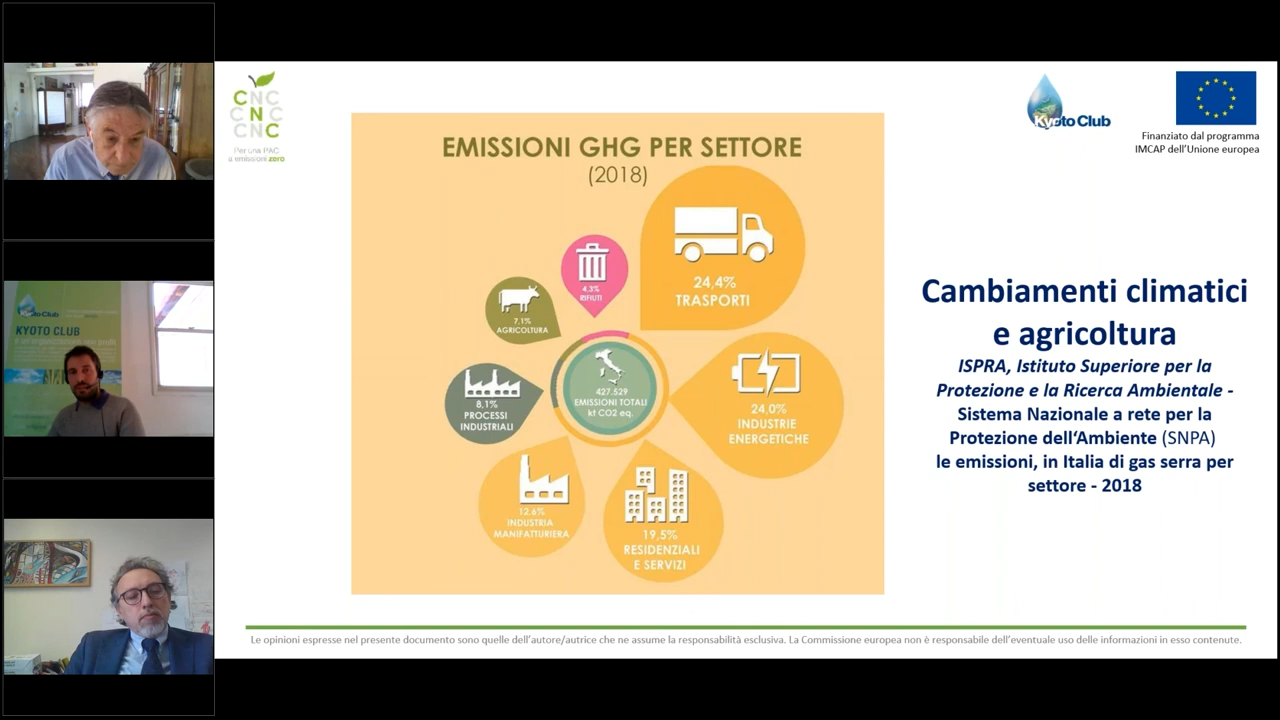 CNC
CNC
CNC
Per una PAC
a emissioni zero
Kyoto Club
Finanziato dal programma
IMCAP dell'Unione europea
EMISSIONI GHG PER SETTORE
(2018)
24,4%
TRASPORTI
4,3%
RIFIUTI
7,1%
AGRICOLTURA
8,1%
PROCESSI
INDUSTRIALI
427.529
EMISSIONI TOTALI
kt CO2 eq.
24,0%
INDUSTRIE
ENERGETICHE
12,6%
INDUSTRIA
MANIFATTURIERA
19,5%
RESIDENZIALI
E SERVIZI
Cambiamenti climatici
e agricoltura
ISPRA, Istituto Superiore per la
Protezione e la Ricerca Ambientale -
Sistema Nazionale a rete per la
Protezione dell'Ambiente (SNPA)
le emissioni, in Italia di gas serra per
settore - 2018
Le opinioni espresse nel presente documento sono quelle dell'autore/autrice che ne assume la responsabilità esclusiva. La Commissione europea non è responsabile dell'eventuale uso delle informazioni in esso contenute.
Kyoto Club
KYOTO CLUB